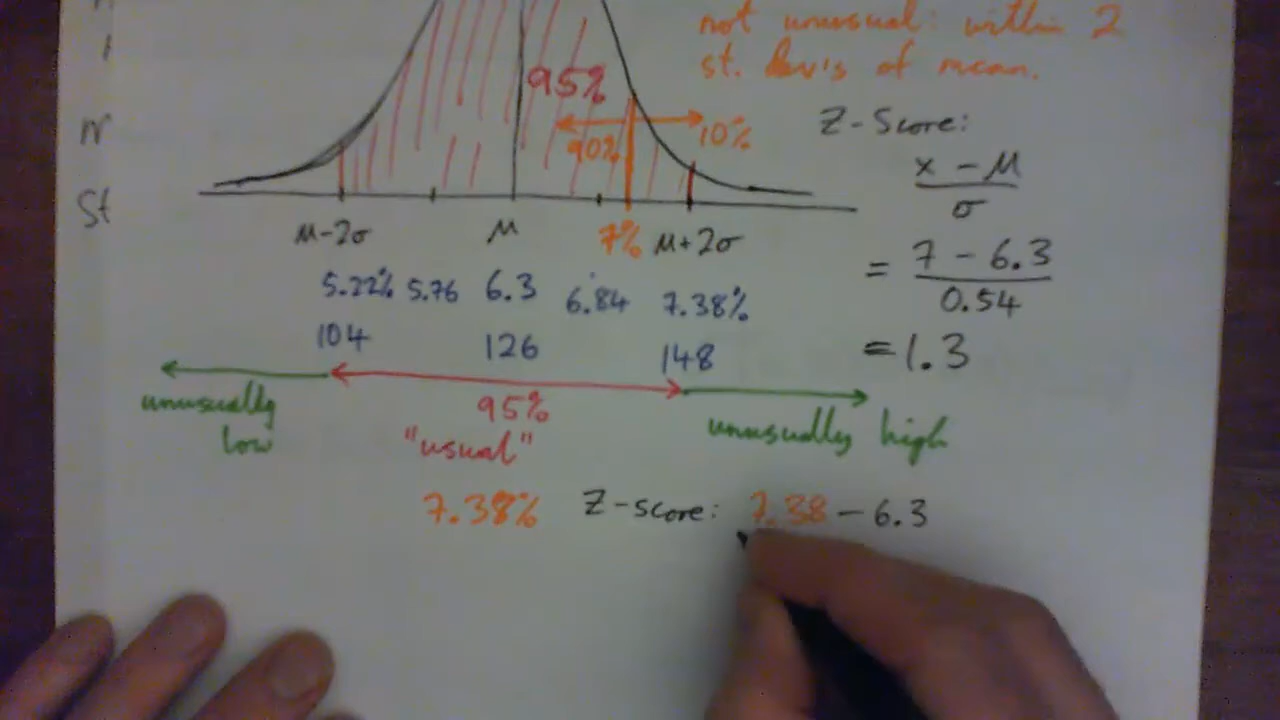 not unusual: within 2
st. dev's of mean.
95%
90%
10%
Z-Score:
x - μ
σ
St
μ-2σ μ 7% μ+2σ
= 7 - 6.3
0.54
5.22% 5.76 6.3 6.84 7.38%
104 126 148
= 1.3
unusually
low
95%
"usual"
unusually high
7.38% Z-score: 7.38 - 6.3